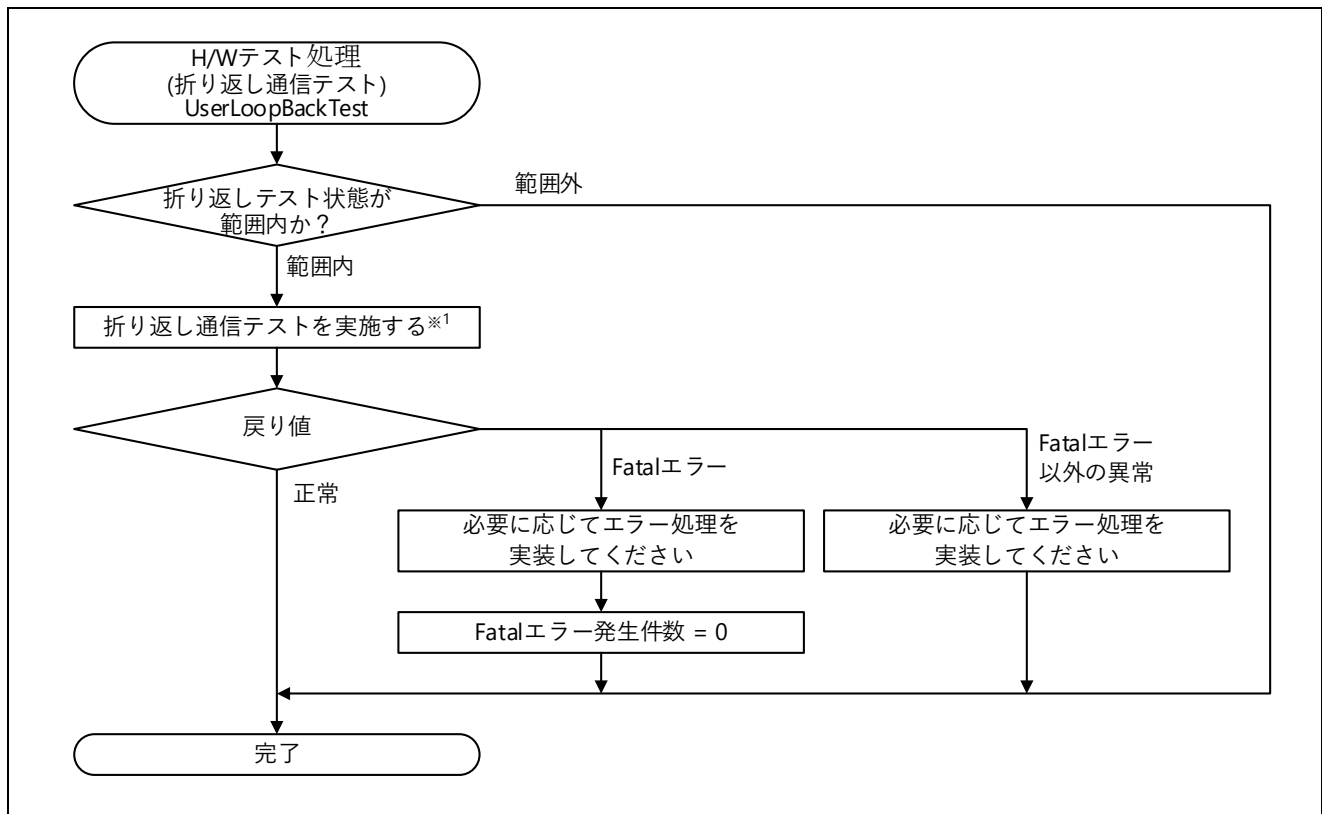 H/Wテスト処理
(折り返し通信テスト)
UserLoopBackTest
折り返しテスト状態が
範囲内か？
範囲外
範囲内
折り返し通信テストを実施する※1
戻り値
正常
Fatalエラー
Fatalエラー
以外の異常
必要に応じてエラー処理を
実装してください
必要に応じてエラー処理を
実装してください
Fatalエラー発生件数 = 0
完了